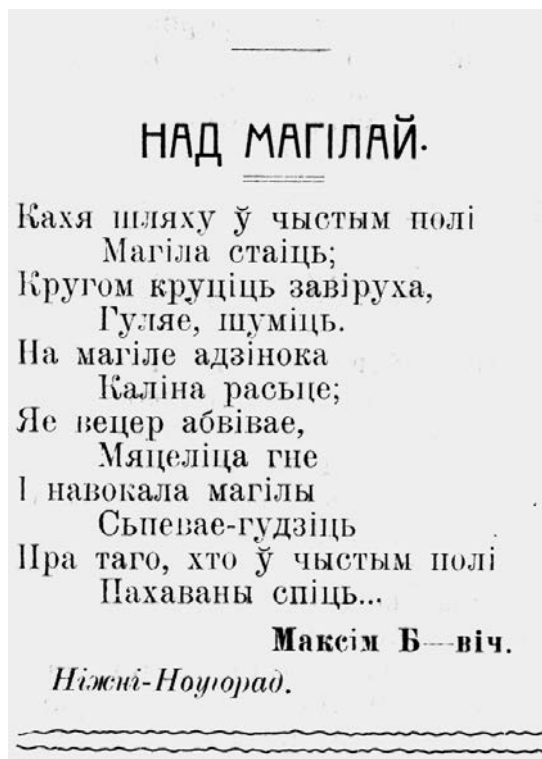 НАД МАГІЛАЙ.
Кахя шляху ў чыстым полі
Магіла стаіць;
Кругом круціць завіруха,
Гуляе, шуміць.
На магіле адзінока
Каліна расьце;
Яе вецер абвівае,
Мяцеліца гне
І навокала магілы
Сьпевае-гудзіць
Пра таго, хто ў чыстым полі
Пахаваны спіць...
Максім Б—віч.
Ніжні-Ноўгорад.